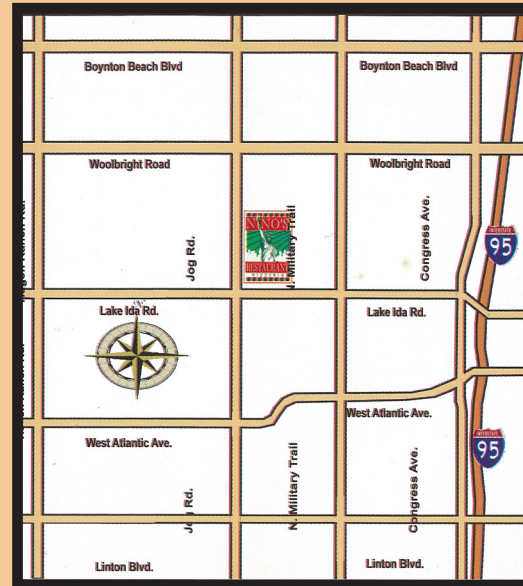 Boynton Beach Blvd
Boynton Beach Blvd
Woolbright Road
Woolbright Road
NINO'S
RESTAURANT
Military Trail
Jog Rd.
Congress Ave.
INTERSTATE
95
Lake Ida Rd.
Lake Ida Rd.
West Atlantic Ave.
West Atlantic Ave.
INTERSTATE
95
Jog Rd.
N. Military Trail
Congress Ave.
Linton Blvd.
Linton Blvd.